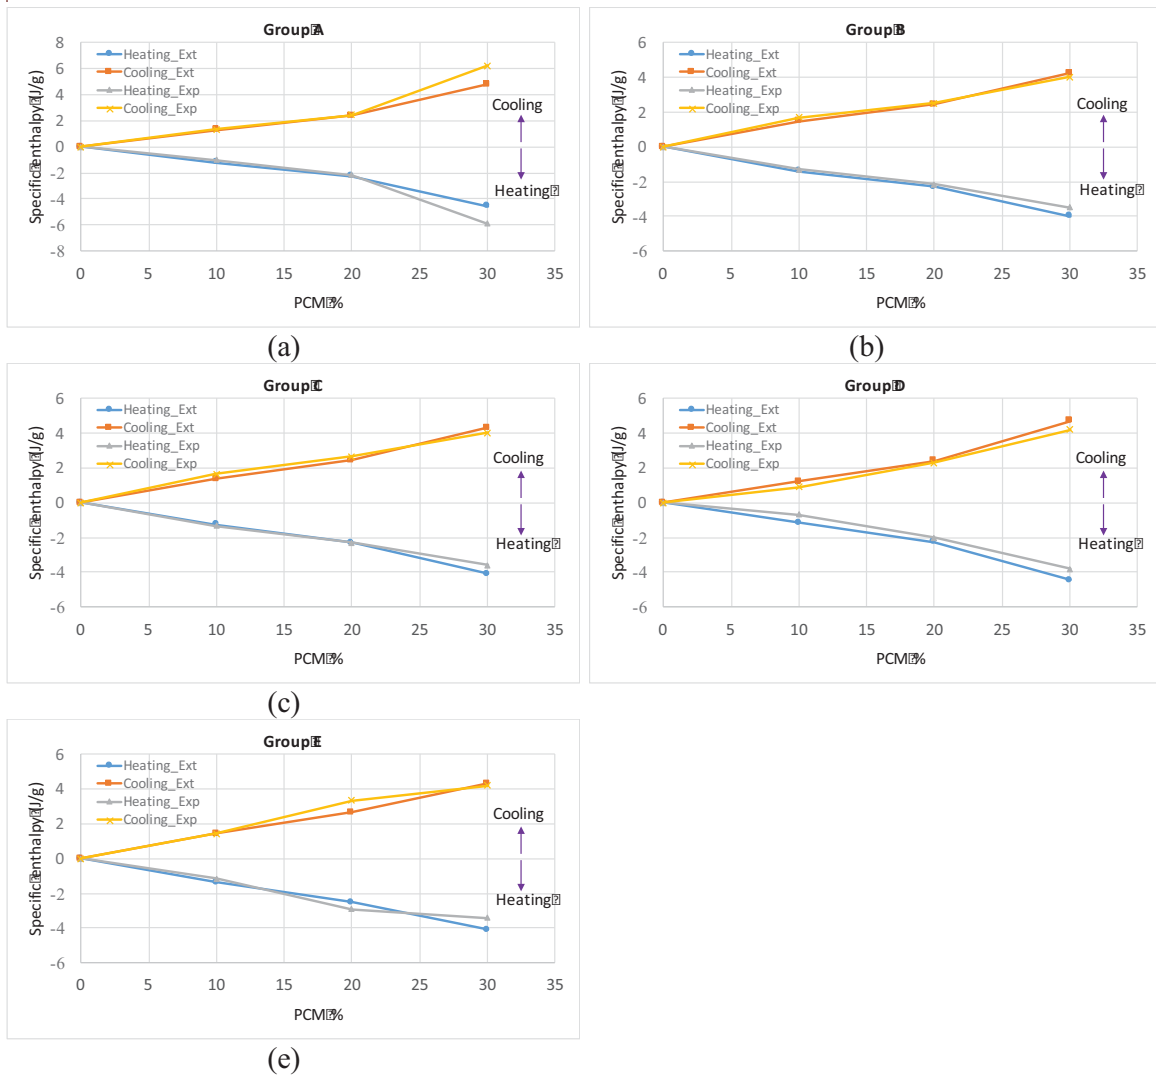 Group A
Heating_Ext
Cooling_Ext
Heating_Exp
Cooling_Exp
Specific enthalpy (J/g)
8
6
4
2
0
-2
-4
-6
-8
Cooling
Heating
0 5 10 15 20 25 30 35
PCM %
(a)
Group B
Heating_Ext
Cooling_Ext
Heating_Exp
Cooling_Exp
Specific enthalpy (J/g)
6
4
2
0
-2
-4
-6
Cooling
Heating
0 5 10 15 20 25 30 35
PCM %
(b)
Group C
Heating_Ext
Cooling_Ext
Heating_Exp
Cooling_Exp
Specific enthalpy (J/g)
6
4
2
0
-2
-4
-6
Cooling
Heating
0 5 10 15 20 25 30 35
PCM %
(c)
Group D
Heating_Ext
Cooling_Ext
Heating_Exp
Cooling_Exp
Specific enthalpy (J/g)
6
4
2
0
-2
-4
-6
Cooling
Heating
0 5 10 15 20 25 30 35
PCM %
Group E
Heating_Ext
Cooling_Ext
Heating_Exp
Cooling_Exp
Specific enthalpy (J/g)
6
4
2
0
-2
-4
-6
Cooling
Heating
0 5 10 15 20 25 30 35
PCM %
(e)